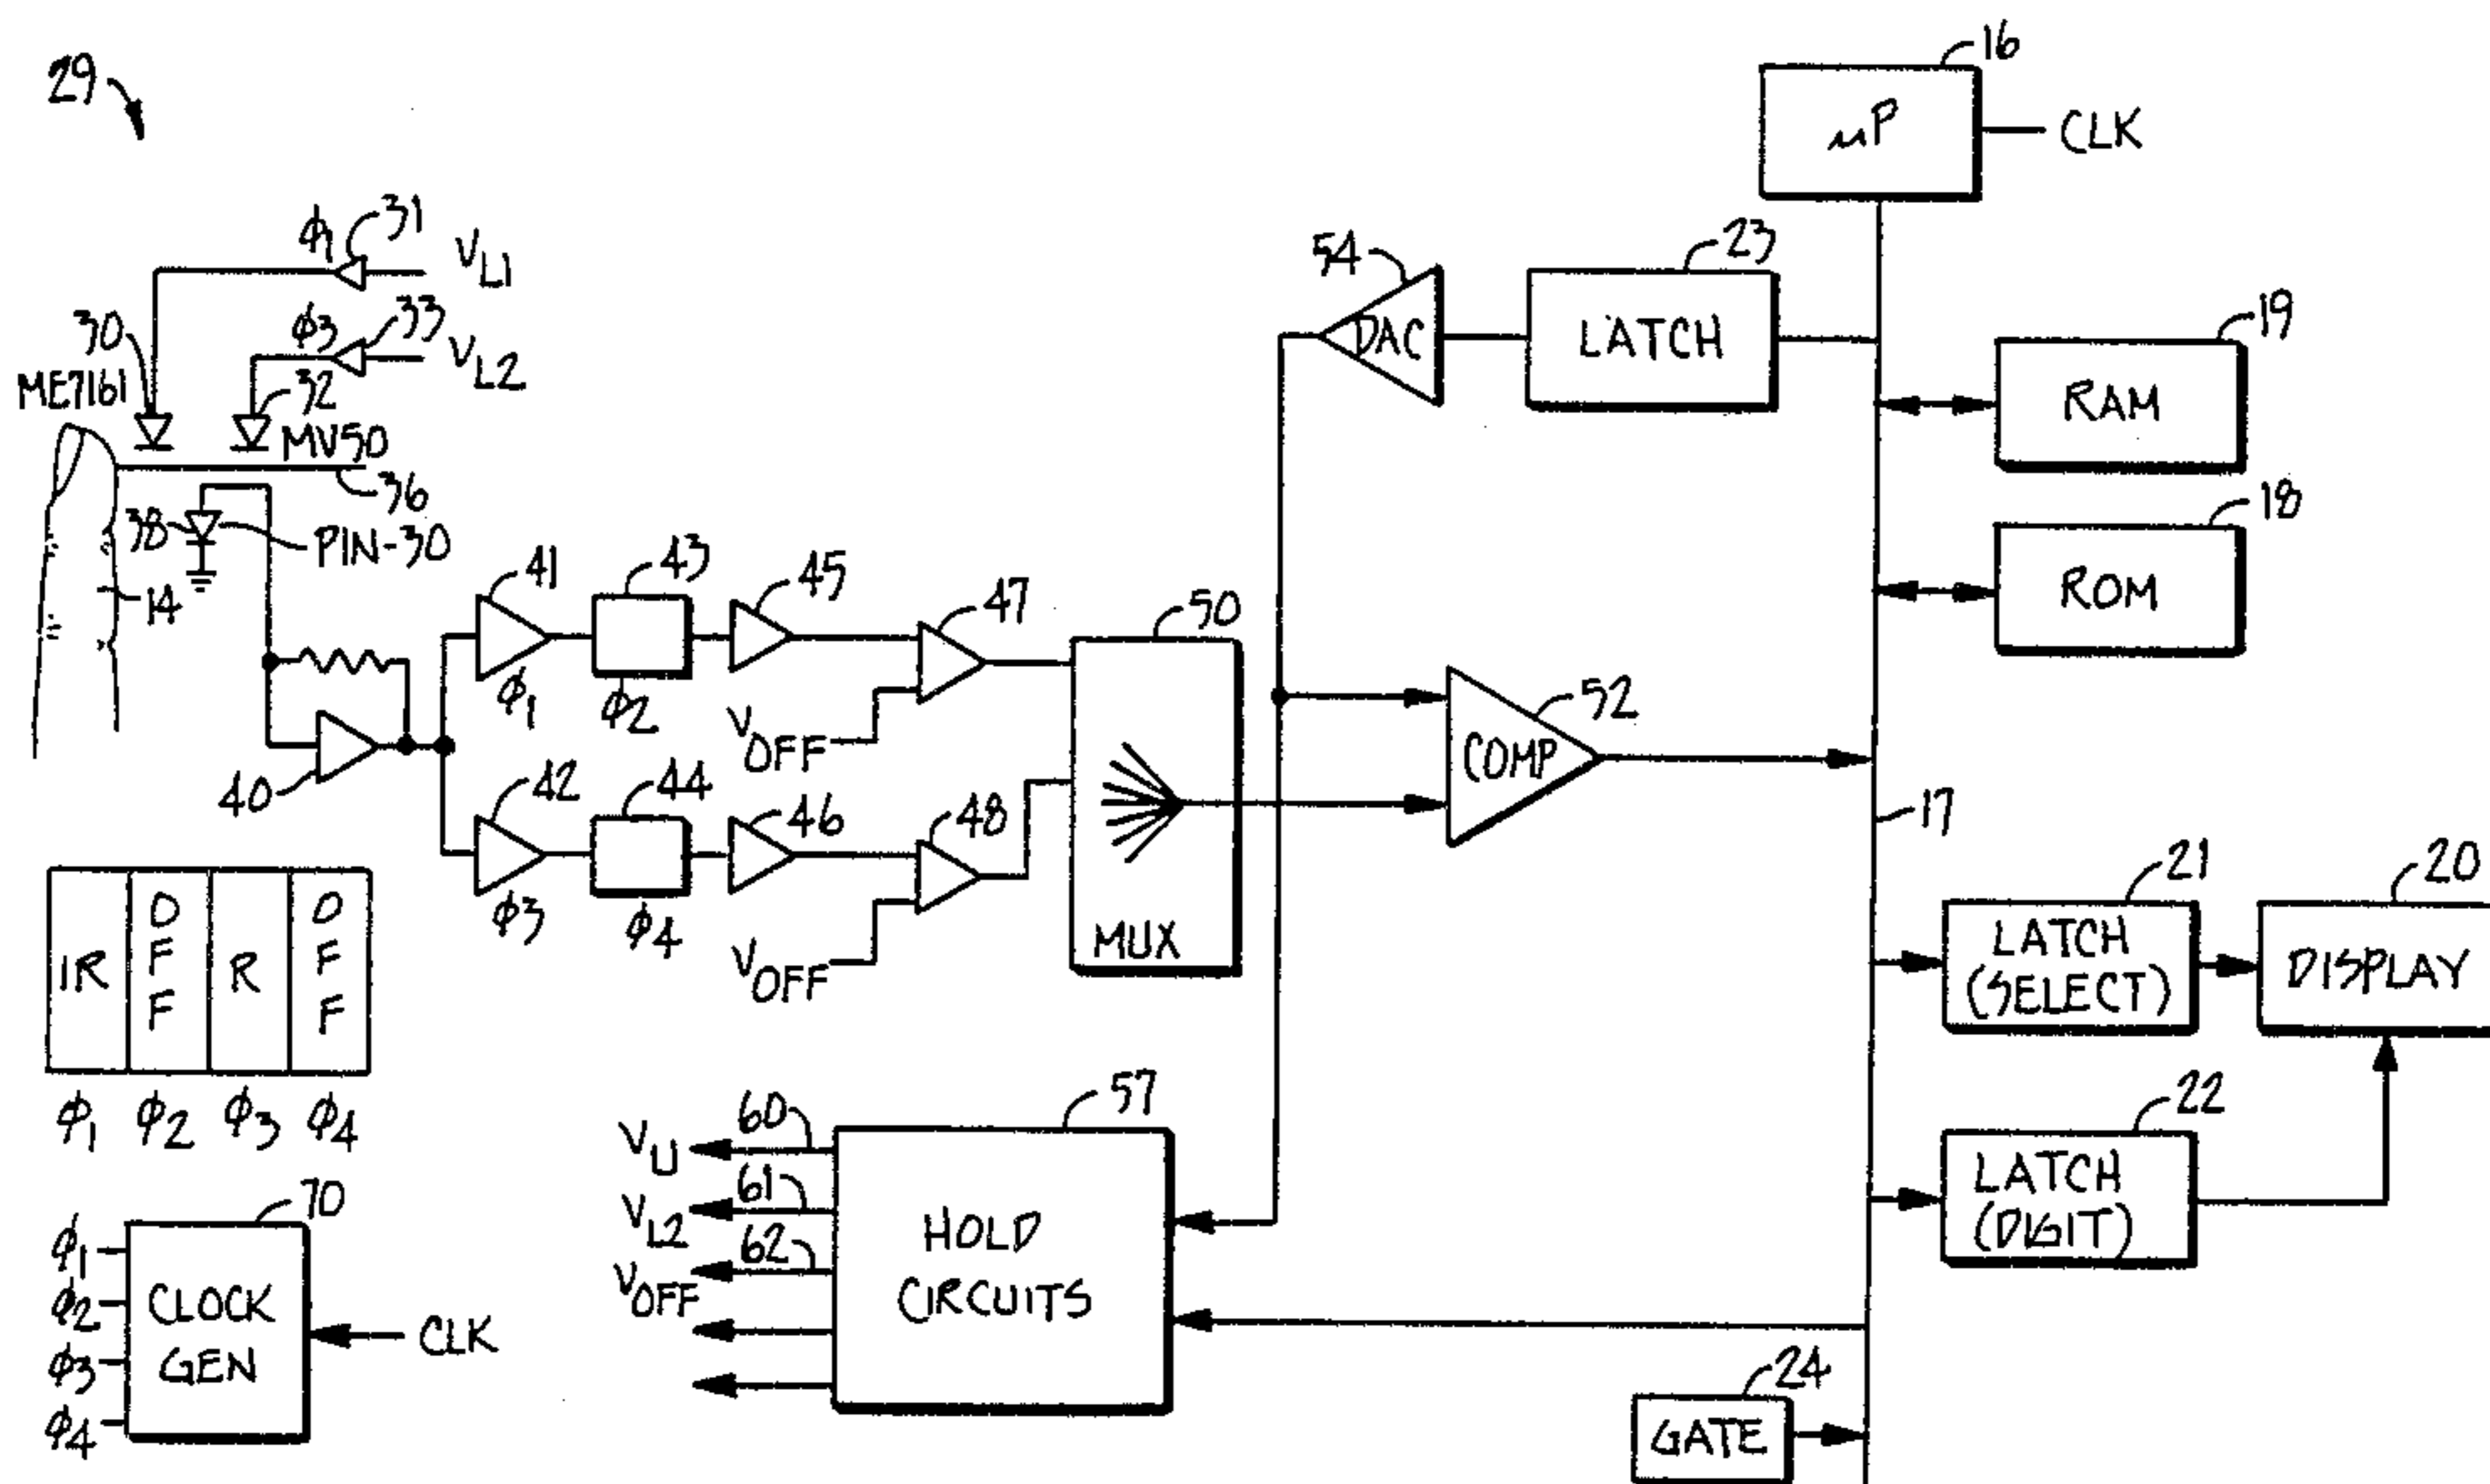 29
16
µP
CLK
ϕ1
31
VL1
30
ϕ3
33
VL2
ME7161
32
MV50
36
38
PIN-30
14
54
DAC
23
LATCH
19
RAM
18
ROM
41
43
45
47
50
ϕ1
ϕ2
VOFF
40
42
44
46
48
ϕ3
ϕ4
VOFF
MUX
52
COMP
17
IR
OFF
R
OFF
ϕ1
ϕ2
ϕ3
ϕ4
21
LATCH
(SELECT)
20
DISPLAY
22
LATCH
(DIGIT)
57
HOLD
CIRCUITS
VL1
60
VL2
61
VOFF
62
70
ϕ1
ϕ2
ϕ3
ϕ4
CLOCK
GEN
CLK
24
GATE